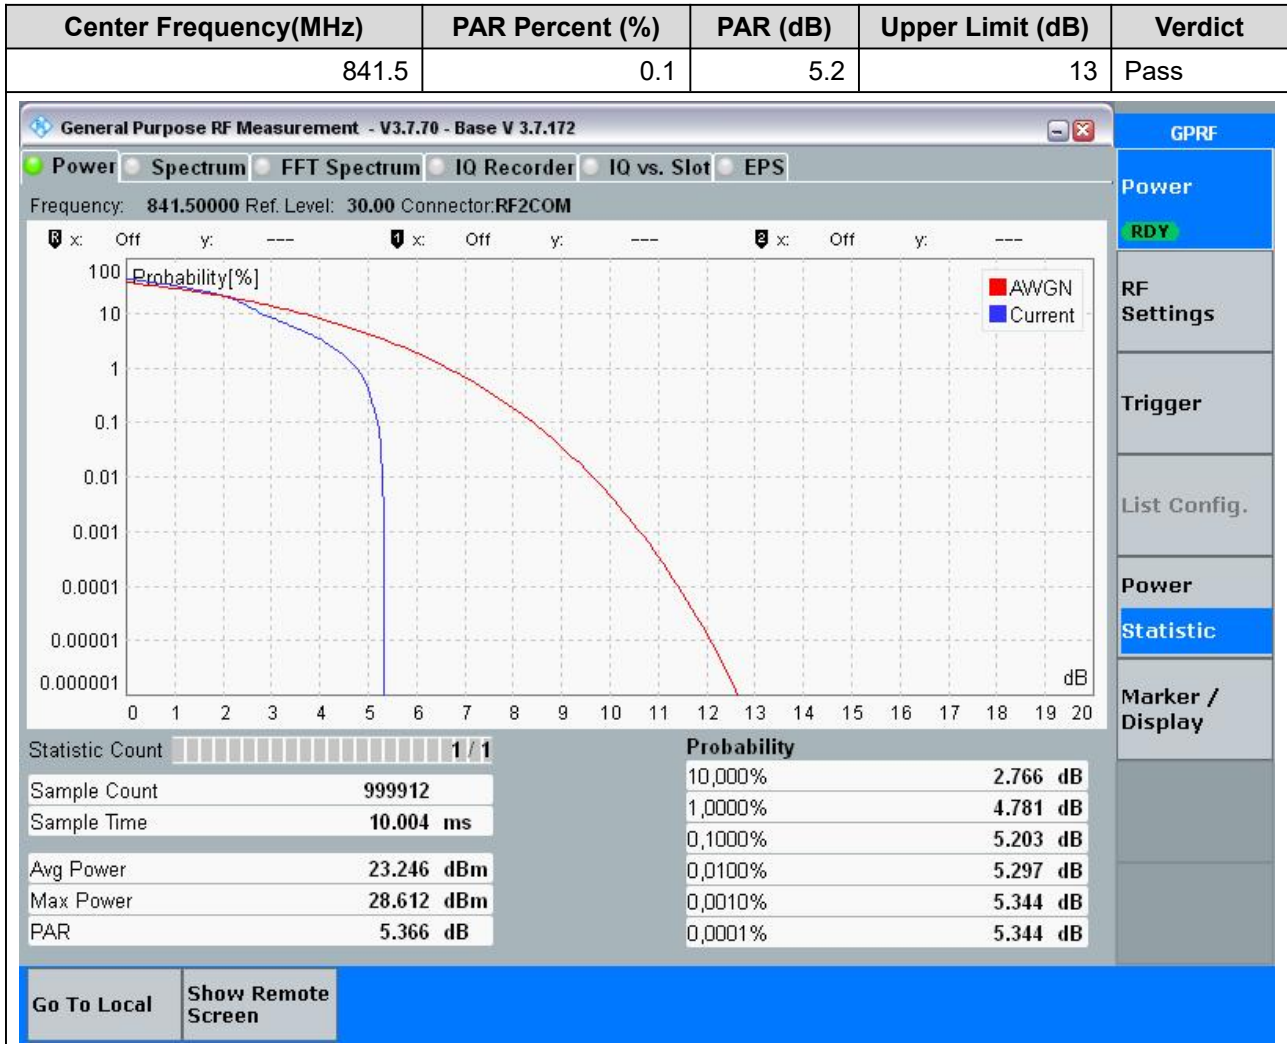 Center Frequency(MHz) PAR Percent (%) PAR (dB) Upper Limit (dB) Verdict
841.5 0.1 5.2 13 Pass
General Purpose RF Measurement - V3.7.70 - Base V 3.7.172
GPRF
Power Spectrum FFT Spectrum IQ Recorder IQ vs. Slot EPS
Power
RDY
Frequency: 841.50000 Ref. Level: 30.00 Connector:RF2COM
R x: Off y: --- 1 x: Off y: --- 2 x: Off y: ---
Probability[%]
AWGN
Current
100
10
1
0.1
0.01
0.001
0.0001
0.00001
0.000001
dB
0 1 2 3 4 5 6 7 8 9 10 11 12 13 14 15 16 17 18 19 20
RF
Settings
Trigger
List Config.
Power
Statistic
Marker /
Display
Statistic Count 1 / 1
Sample Count 999912
Sample Time 10.004 ms
Avg Power 23.246 dBm
Max Power 28.612 dBm
PAR 5.366 dB
Probability
10,000% 2.766 dB
1,0000% 4.781 dB
0,1000% 5.203 dB
0,0100% 5.297 dB
0,0010% 5.344 dB
0,0001% 5.344 dB
Go To Local
Show Remote
Screen